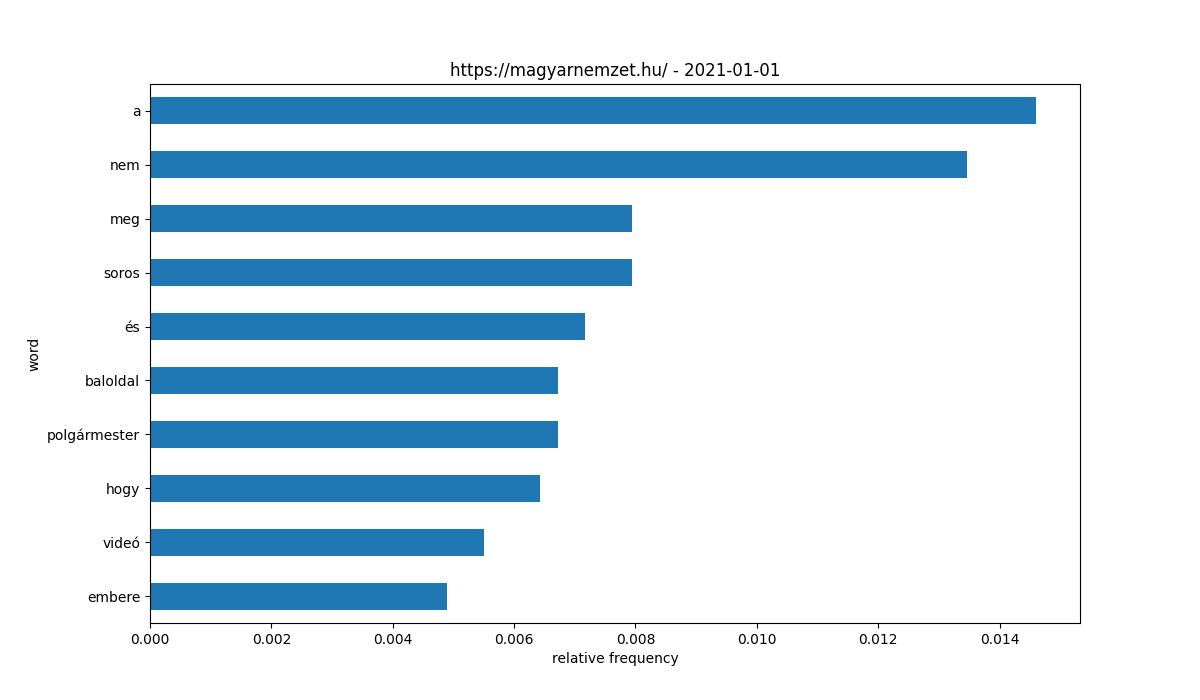 https://magyarnemzet.hu/ - 2021-01-01
a
nem
meg
soros
és
baloldal
polgármester
hogy
videó
embere
word
0.000 0.002 0.004 0.006 0.008 0.010 0.012 0.014
relative frequency